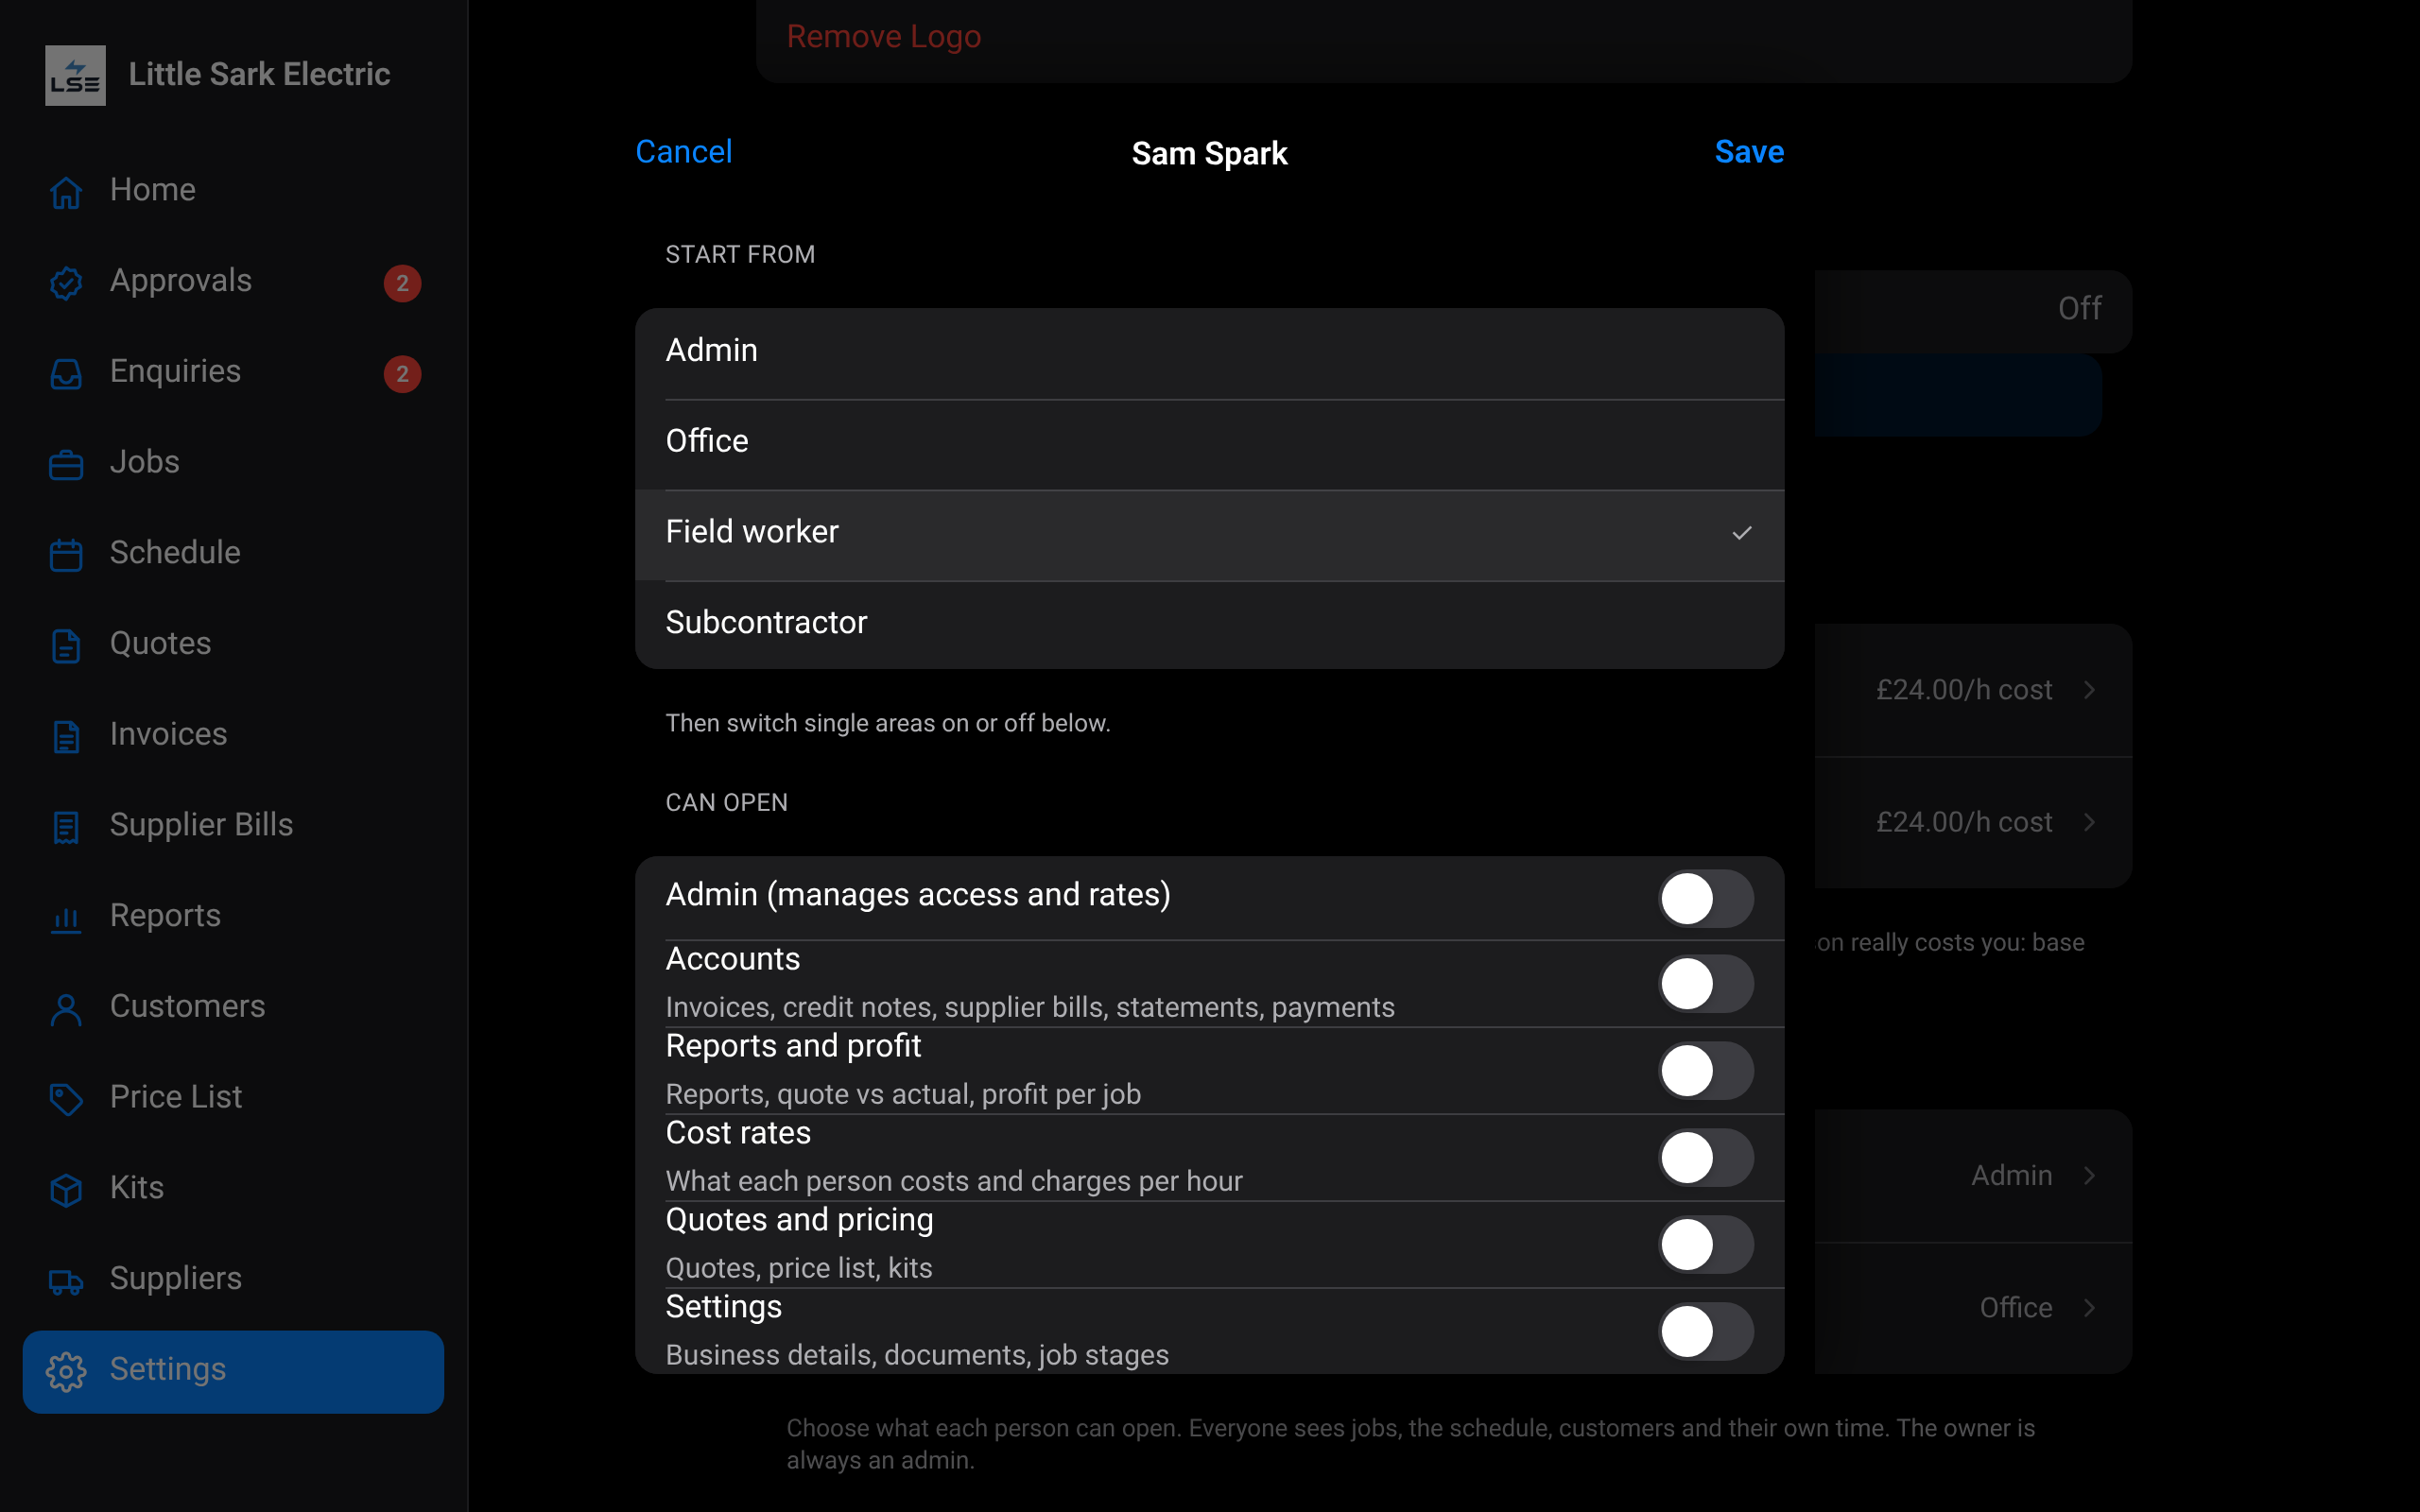 LSE
Little Sark Electric
Home
Approvals
2
Enquiries
2
Jobs
Schedule
Quotes
Invoices
Supplier Bills
Reports
Customers
Price List
Kits
Suppliers
Settings
Remove Logo
Cancel
Sam Spark
Save
START FROM
Admin
Office
Field worker
Subcontractor
Then switch single areas on or off below.
CAN OPEN
Admin (manages access and rates)
Accounts
Invoices, credit notes, supplier bills, statements, payments
Reports and profit
Reports, quote vs actual, profit per job
Cost rates
What each person costs and charges per hour
Quotes and pricing
Quotes, price list, kits
Settings
Business details, documents, job stages
Off
£24.00/h cost
£24.00/h cost
on really costs you: base
Admin
Office
Choose what each person can open. Everyone sees jobs, the schedule, customers and their own time. The owner is
always an admin.